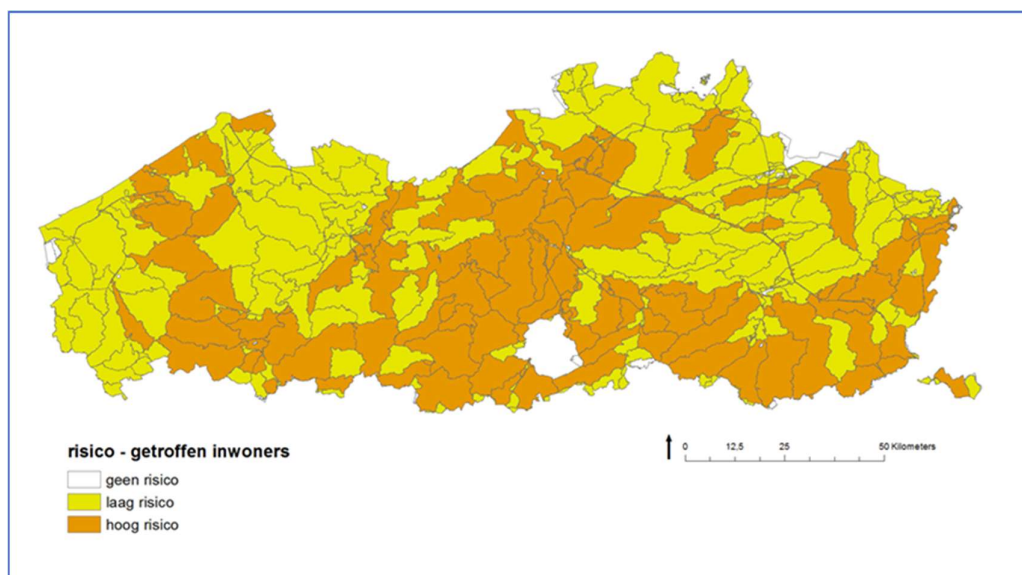 risico - getroffen inwoners
geen risico
laag risico
hoog risico
0 12,5 25 50 Kilometers